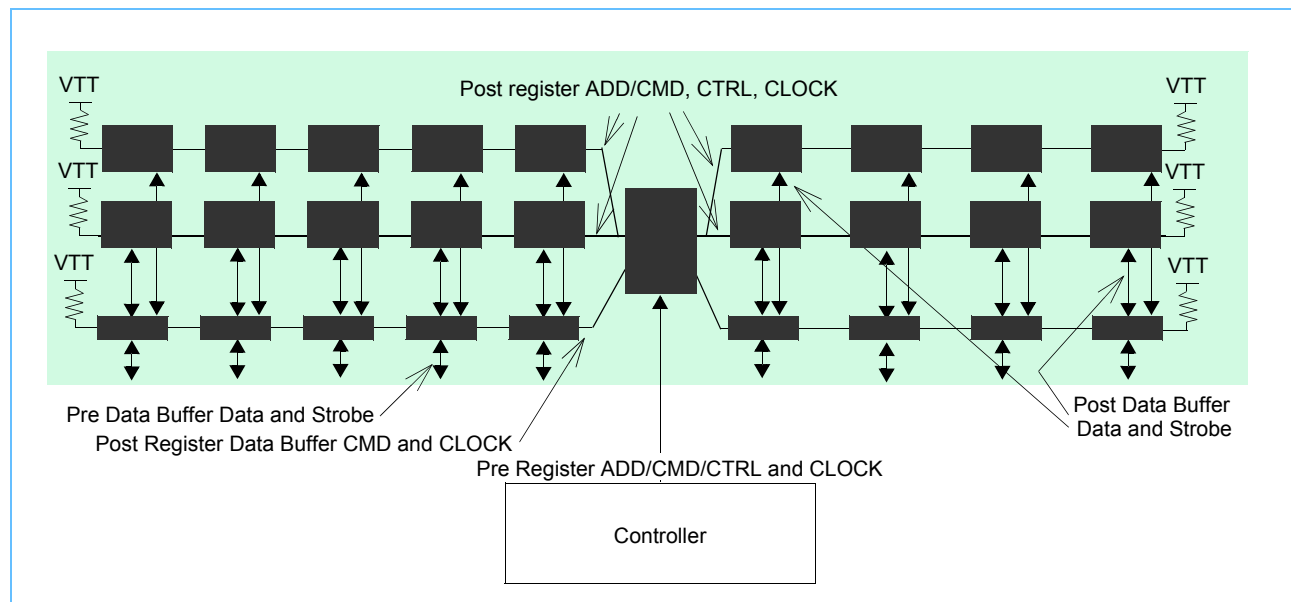 VTT
Post register ADD/CMD, CTRL, CLOCK
VTT
VTT
VTT
VTT
VTT
Pre Data Buffer Data and Strobe
Post Register Data Buffer CMD and CLOCK
Post Data Buffer
Data and Strobe
Pre Register ADD/CMD/CTRL and CLOCK
Controller